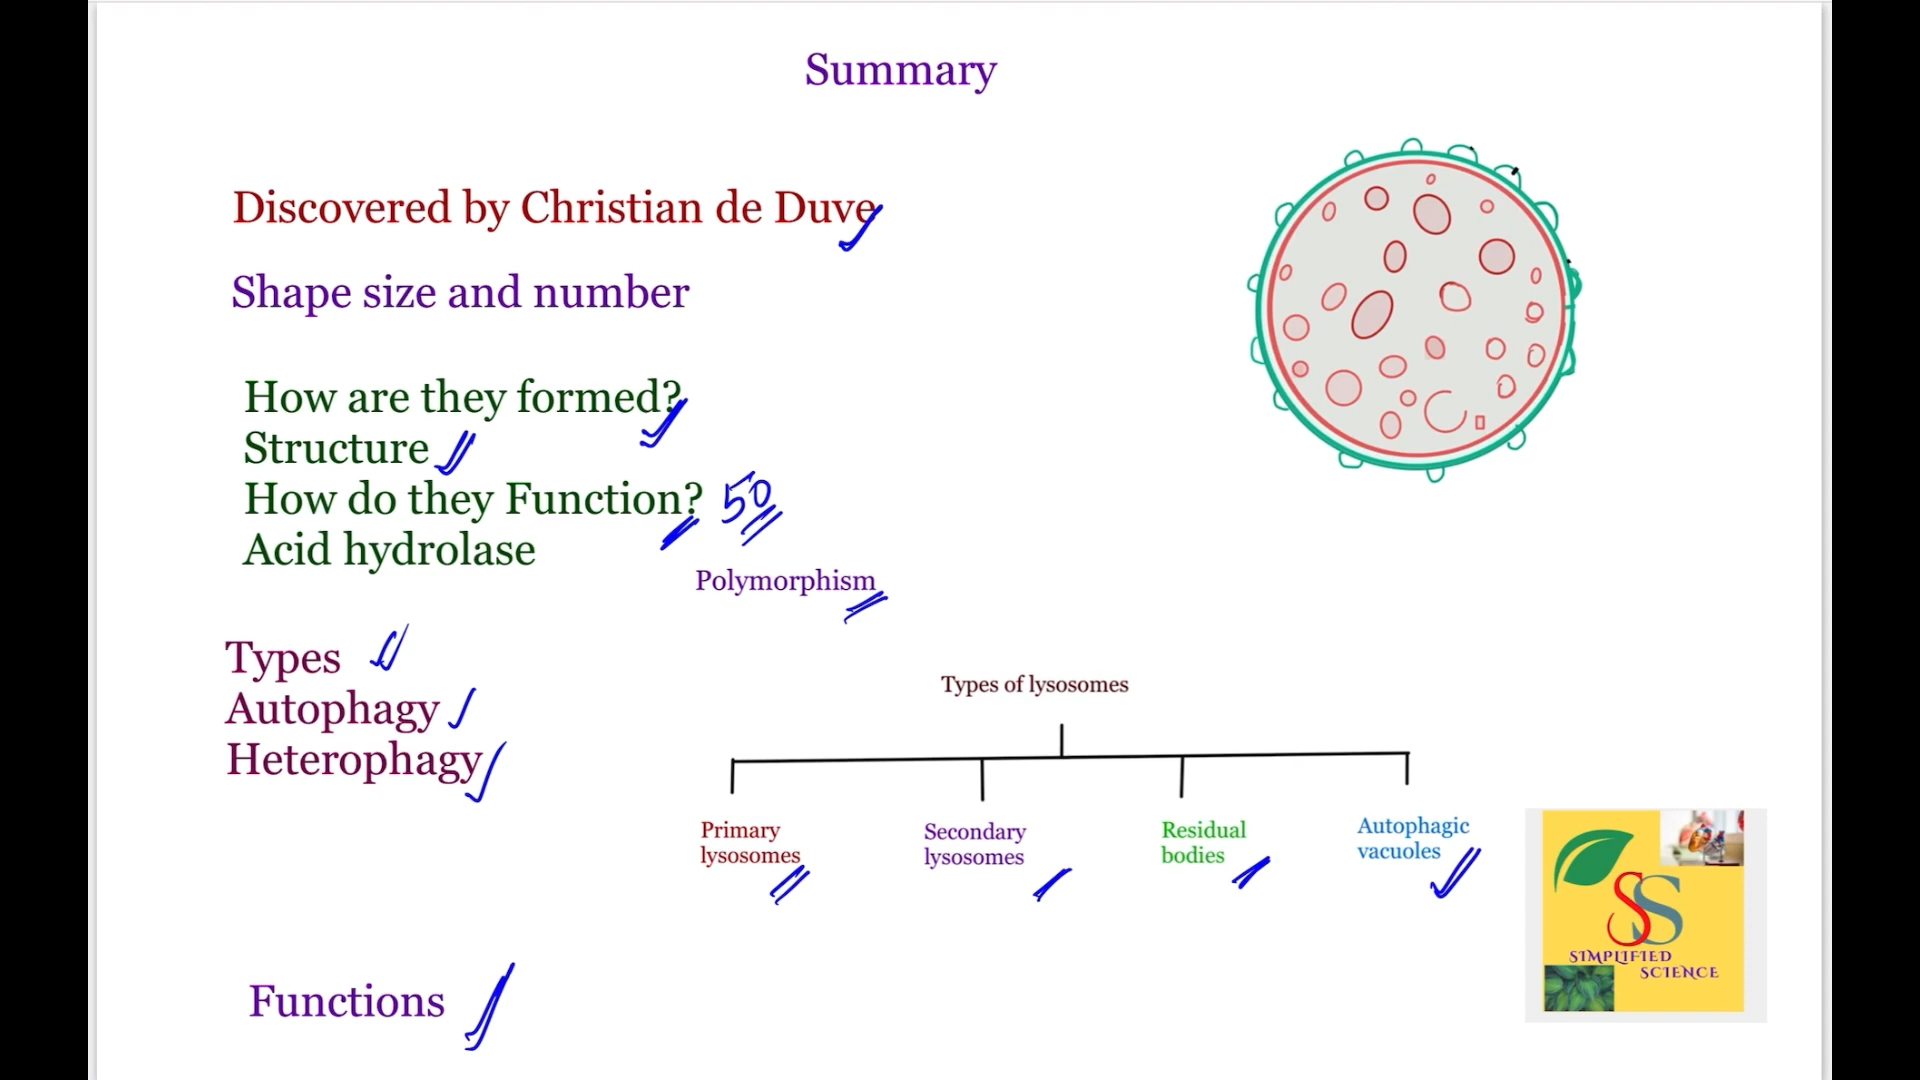 Summary
Discovered by Christian de Duve
Shape size and number
How are they formed?
Structure
How do they Function? 50
Acid hydrolase
Polymorphism
Types
Autophagy
Heterophagy
Types of lysosomes
Primary
lysosomes
Secondary
lysosomes
Residual
bodies
Autophagic
vacuoles
Functions
SS
SIMPLIFIED
SCIENCE